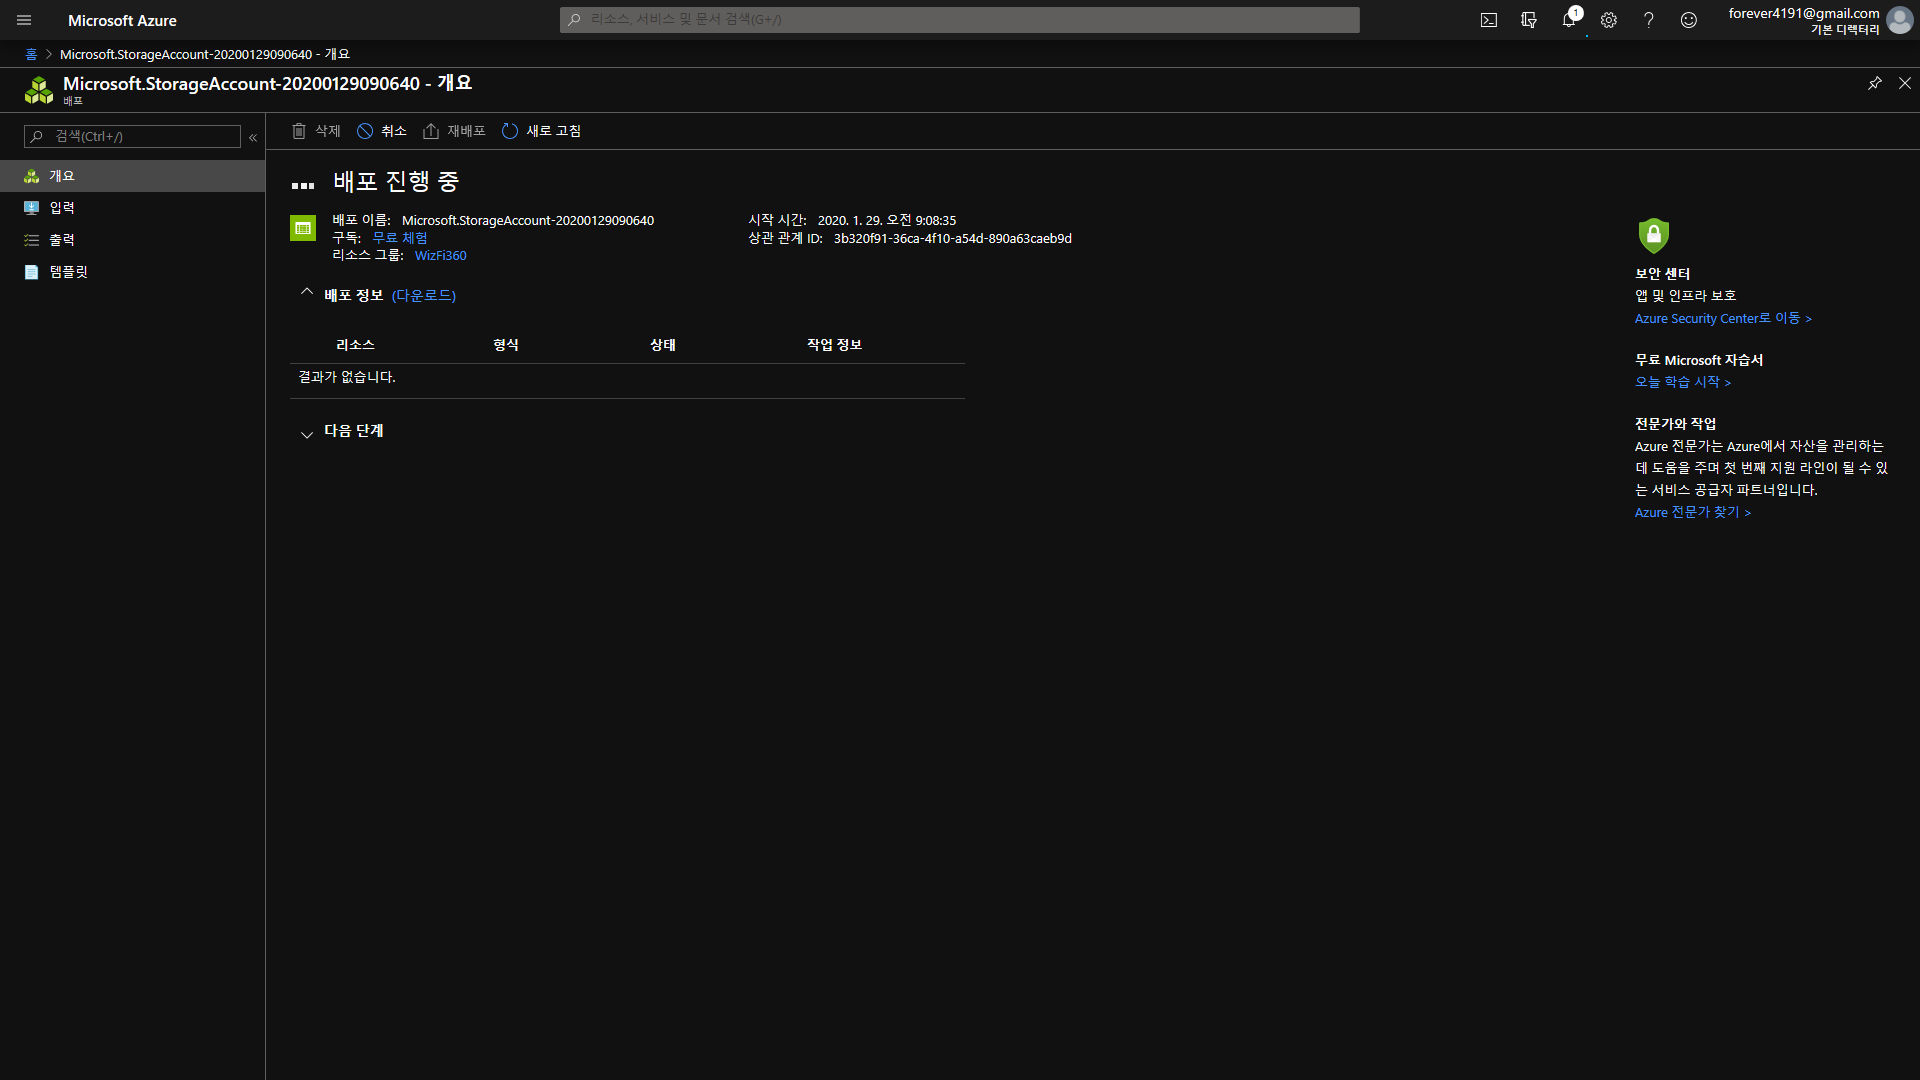 Microsoft Azure
리소스, 서비스 및 문서 검색(G+/)
1
forever4191@gmail.com
기본 디렉터리
홈 > Microsoft.StorageAccount-20200129090640 - 개요
Microsoft.StorageAccount-20200129090640 - 개요
배포
검색(Ctrl+/)
«
개요
입력
출력
템플릿
삭제 취소 재배포 새로 고침
배포 진행 중
배포 이름: Microsoft.StorageAccount-20200129090640
구독: 무료 체험
리소스 그룹: WizFi360
시작 시간: 2020. 1. 29. 오전 9:08:35
상관 관계 ID: 3b320f91-36ca-4f10-a54d-890a63caeb9d
배포 정보 (다운로드)
리소스 형식 상태 작업 정보
결과가 없습니다.
다음 단계
보안 센터
앱 및 인프라 보호
Azure Security Center로 이동 >
무료 Microsoft 자습서
오늘 학습 시작 >
전문가와 작업
Azure 전문가는 Azure에서 자산을 관리하는
데 도움을 주며 첫 번째 지원 라인이 될 수 있
는 서비스 공급자 파트너입니다.
Azure 전문가 찾기 >